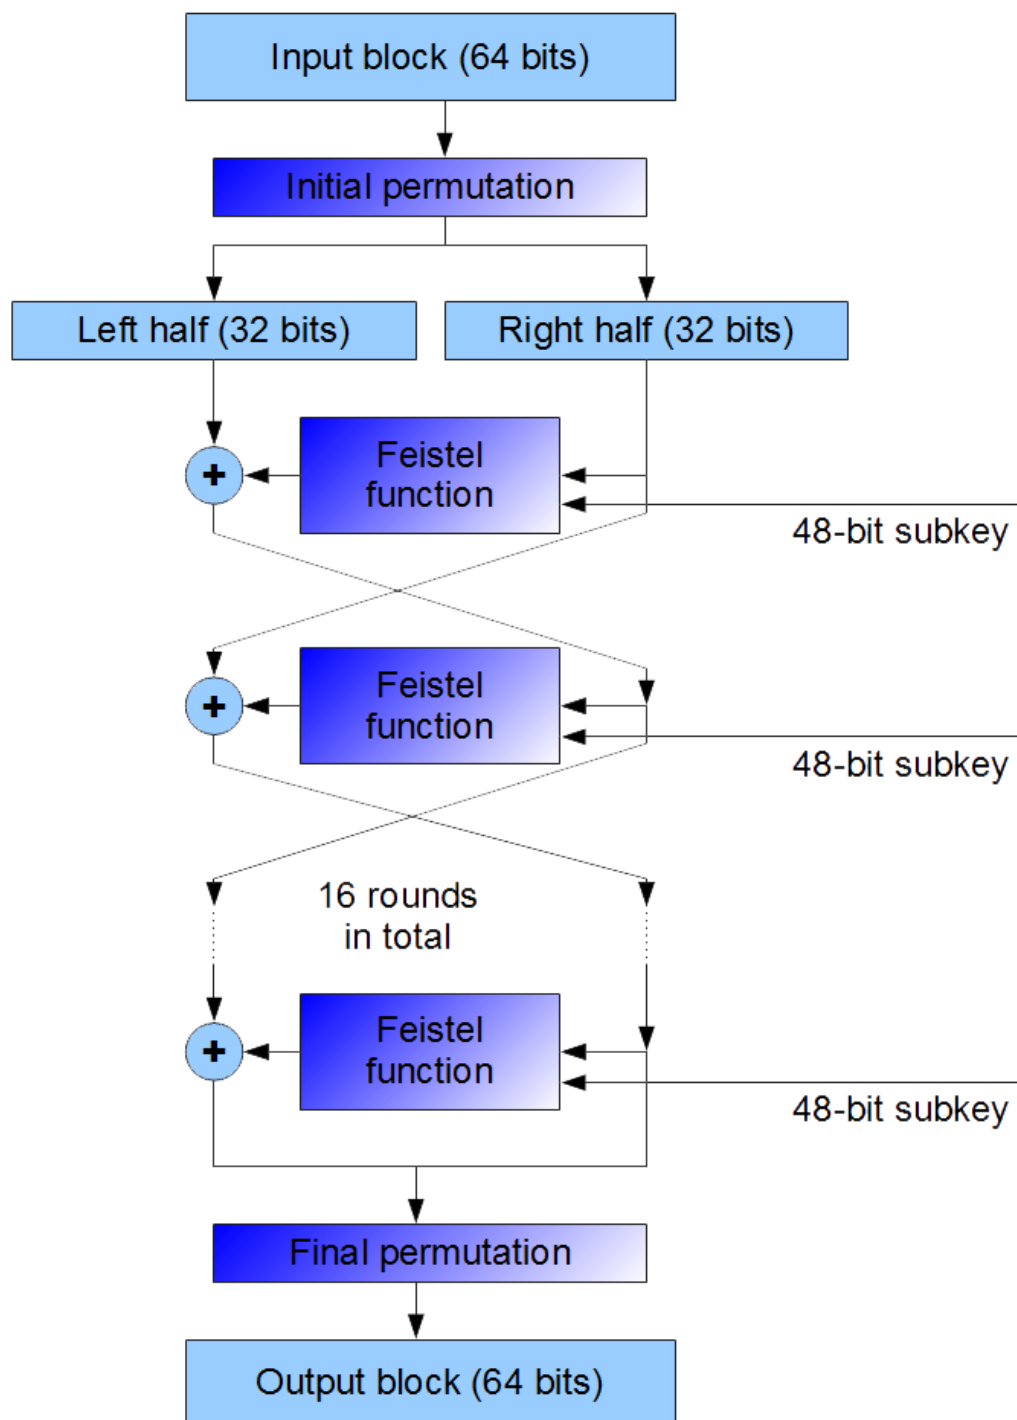 Input block (64 bits)
Initial permutation
Left half (32 bits)
Right half (32 bits)
Feistel
function
+
48-bit subkey
Feistel
function
+
48-bit subkey
16 rounds
in total
Feistel
function
+
48-bit subkey
Final permutation
Output block (64 bits)